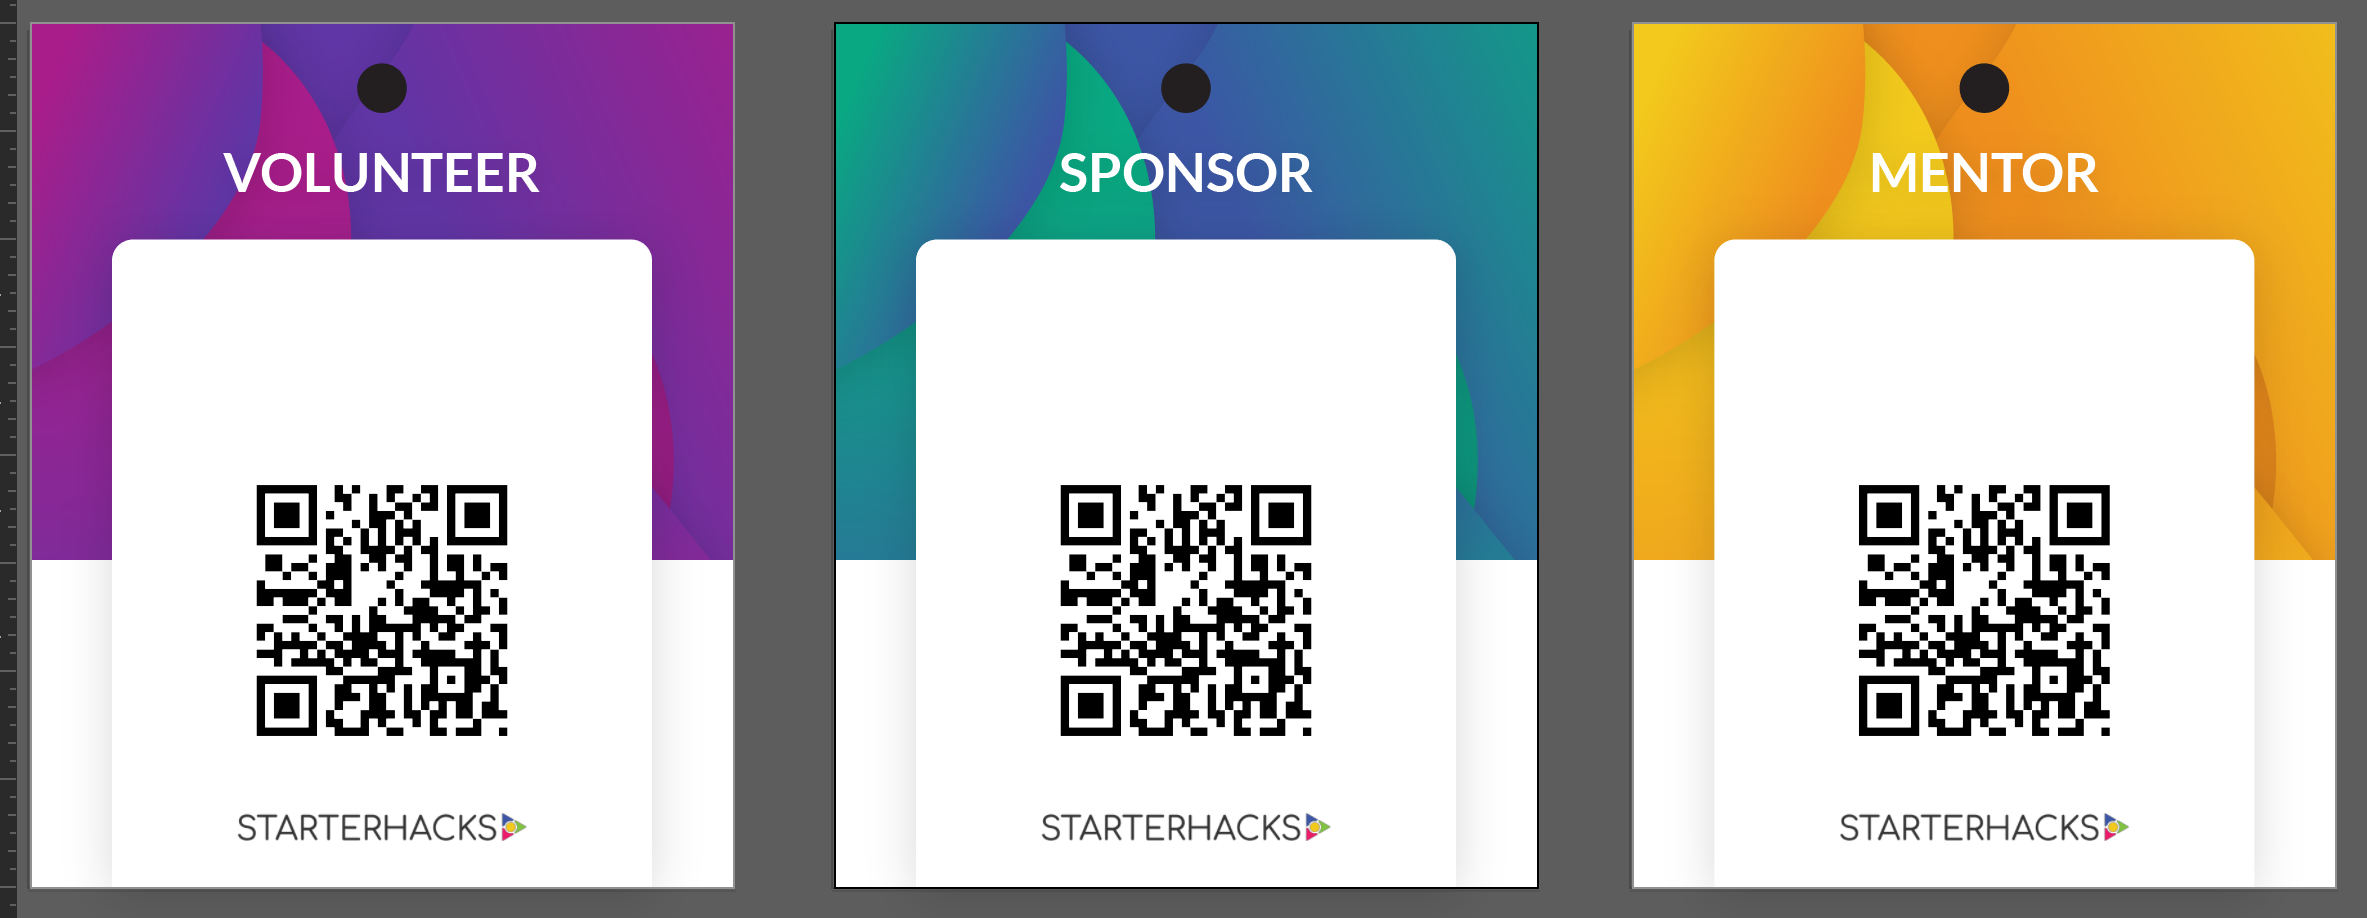 VOLUNTEER
STARTERHACKS
SPONSOR
STARTERHACKS
MENTOR
STARTERHACKS